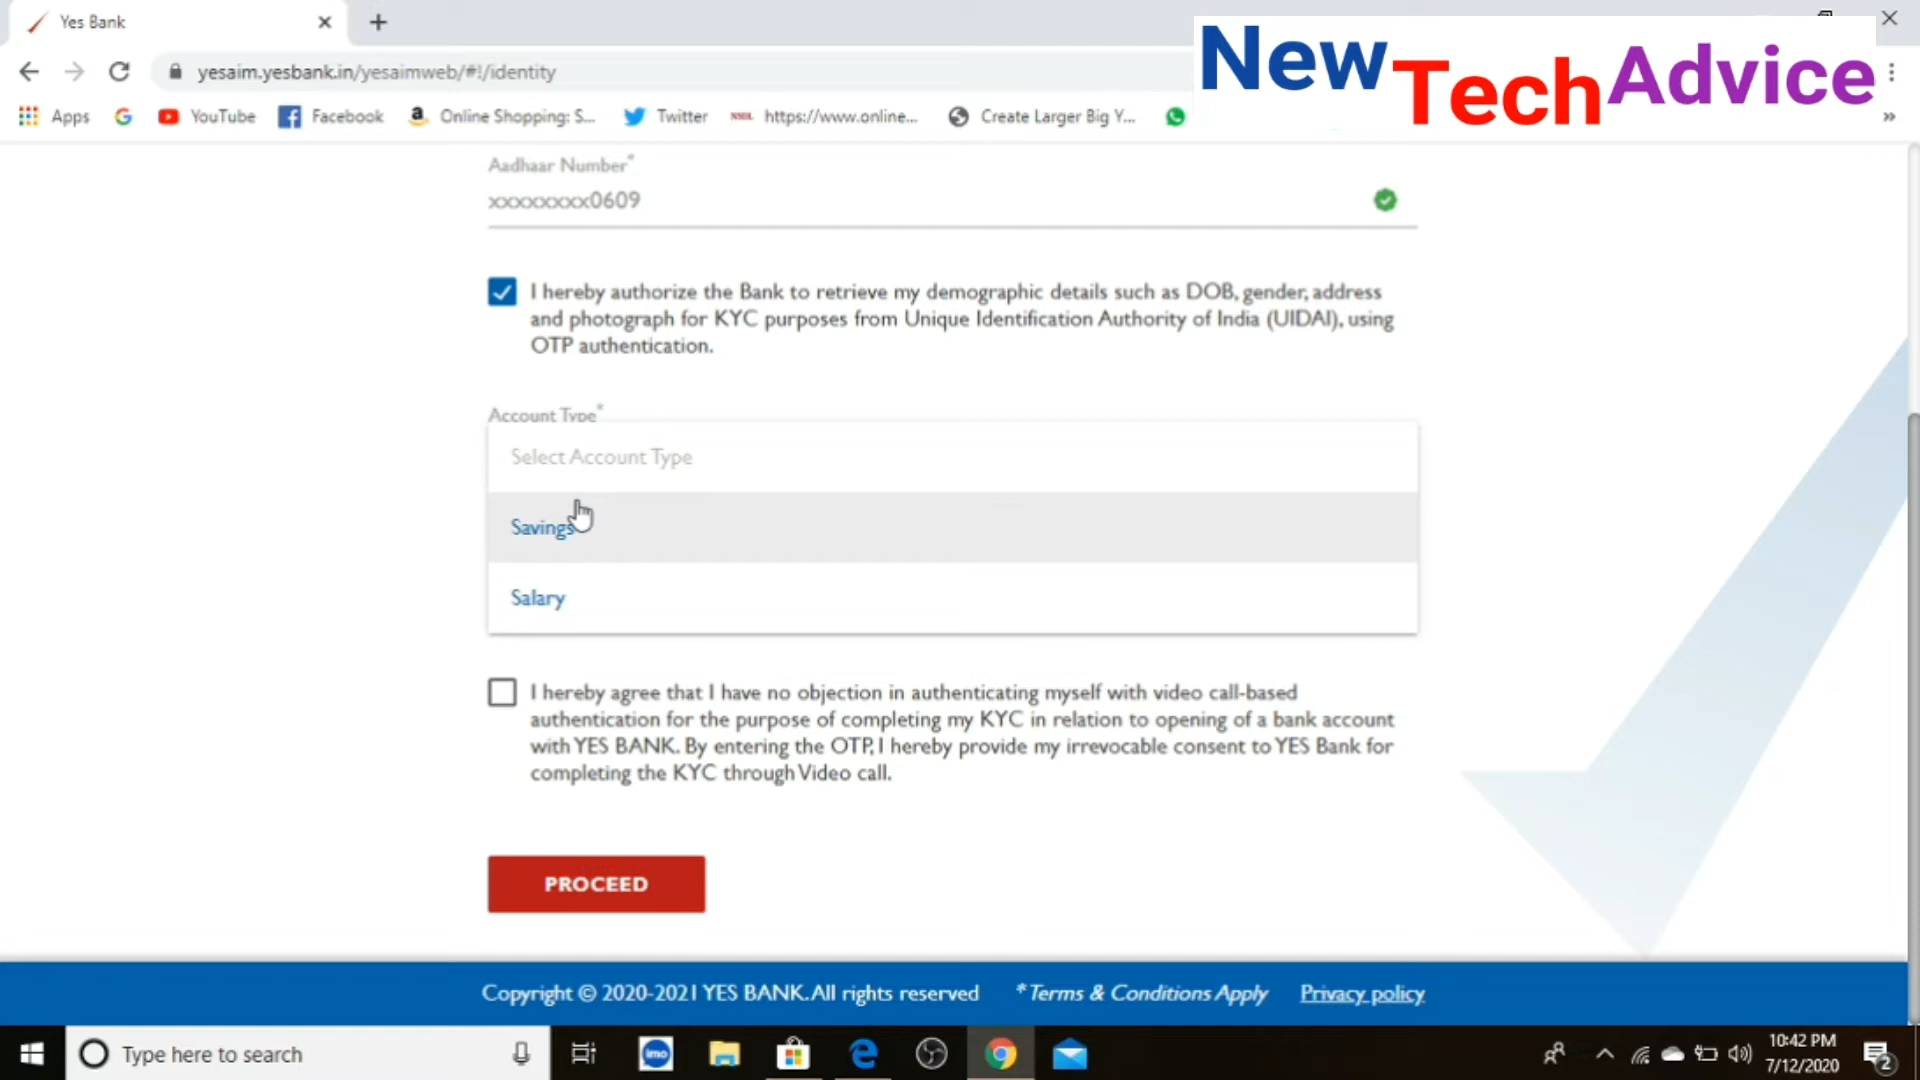 Yes Bank
New Tech Advice
yesaim.yesbank.in/yesaimweb/#!/identity
Apps YouTube Facebook Online Shopping: S... Twitter NSDL https://www.online... Create Larger Big Y... »
Aadhaar Number*
xxxxxxxx0609
I hereby authorize the Bank to retrieve my demographic details such as DOB, gender, address
and photograph for KYC purposes from Unique Identification Authority of India (UIDAI), using
OTP authentication.
Account Type*
Select Account Type
Savings
Salary
I hereby agree that I have no objection in authenticating myself with video call-based
authentication for the purpose of completing my KYC in relation to opening of a bank account
with YES BANK. By entering the OTP, I hereby provide my irrevocable consent to YES Bank for
completing the KYC through Video call.
PROCEED
Copyright © 2020-2021 YES BANK. All rights reserved *Terms & Conditions Apply Privacy policy
Type here to search imo 10:42 PM
7/12/2020 2